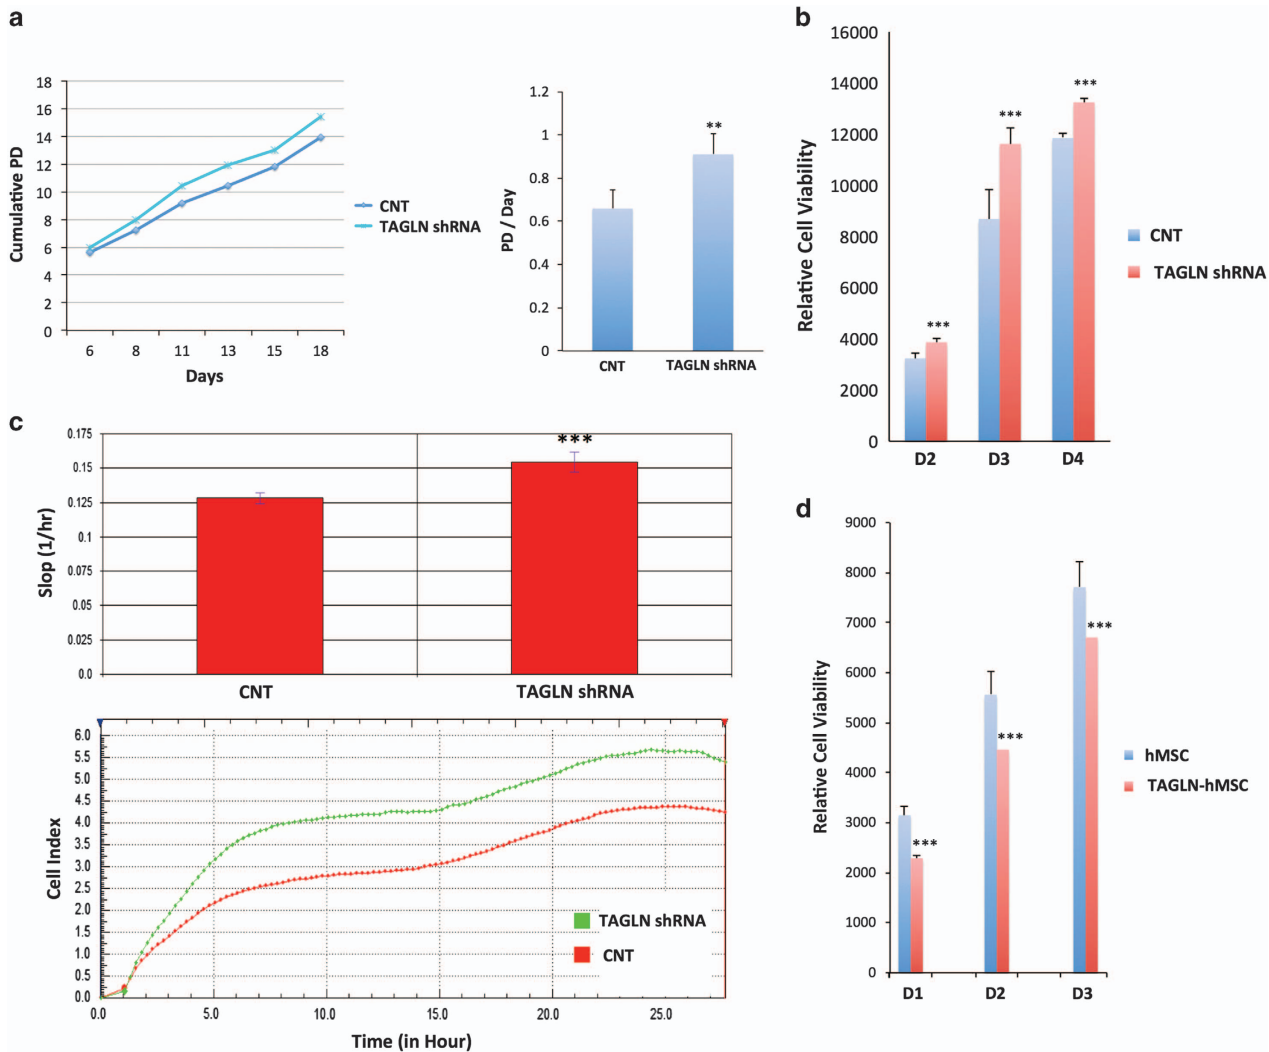 a
18
16
14
12
10
8
6
4
2
0
Cumulative PD
6 8 11 13 15 18
Days
CNT
TAGLN shRNA
1.2
1
0.8
0.6
0.4
0.2
0
PD / Day
**
CNT TAGLN shRNA
b
16000
14000
12000
10000
8000
6000
4000
2000
0
Relative Cell Viability
***
***
***
D2 D3 D4
CNT
TAGLN shRNA
c
0.175
0.15
0.125
0.1
0.075
0.05
0.025
0.0
Slop (1/hr)
***
CNT TAGLN shRNA
6.0
5.5
5.0
4.5
4.0
3.5
3.0
2.5
2.0
1.5
1.0
0.5
0.0
Cell Index
TAGLN shRNA
CNT
0.0 5.0 10.0 15.0 20.0 25.0
Time (in Hour)
d
9000
8000
7000
6000
5000
4000
3000
2000
1000
0
Relative Cell Viability
***
***
***
D1 D2 D3
hMSC
TAGLN-hMSC